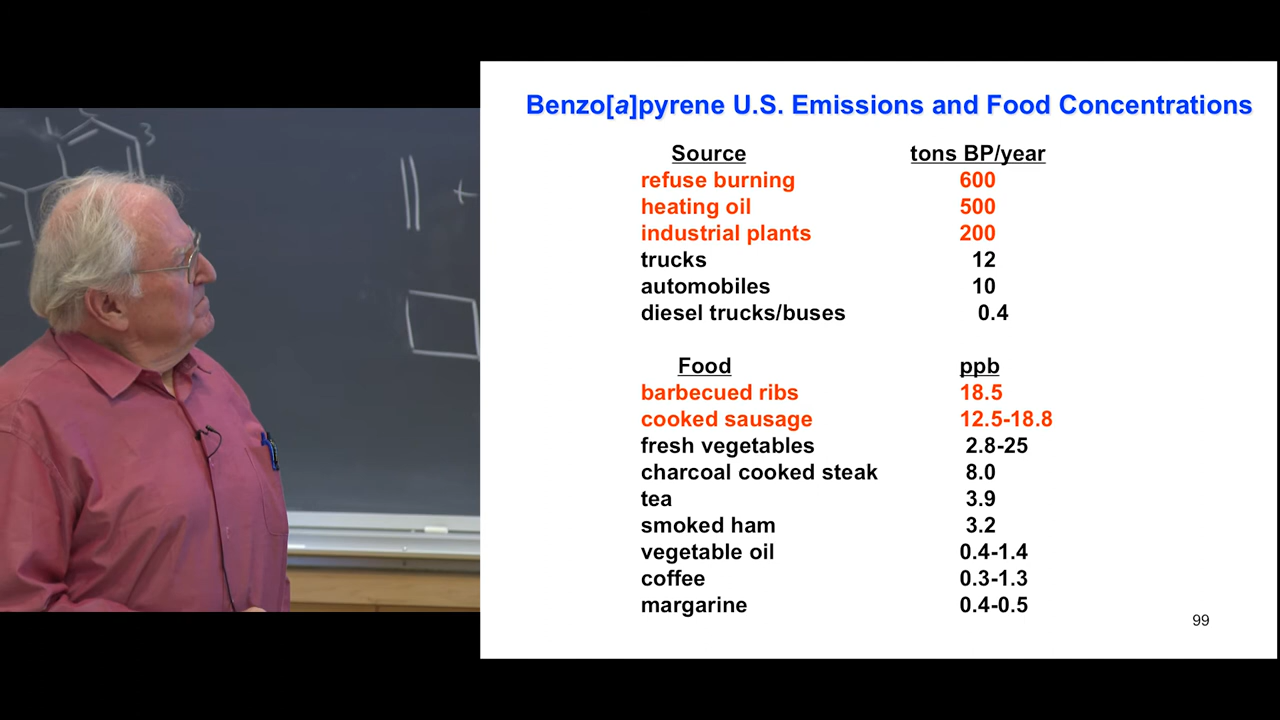 Benzo[a]pyrene U.S. Emissions and Food Concentrations
Source tons BP/year
refuse burning 600
heating oil 500
industrial plants 200
trucks 12
automobiles 10
diesel trucks/buses 0.4
Food ppb
barbecued ribs 18.5
cooked sausage 12.5-18.8
fresh vegetables 2.8-25
charcoal cooked steak 8.0
tea 3.9
smoked ham 3.2
vegetable oil 0.4-1.4
coffee 0.3-1.3
margarine 0.4-0.5
99
3
+